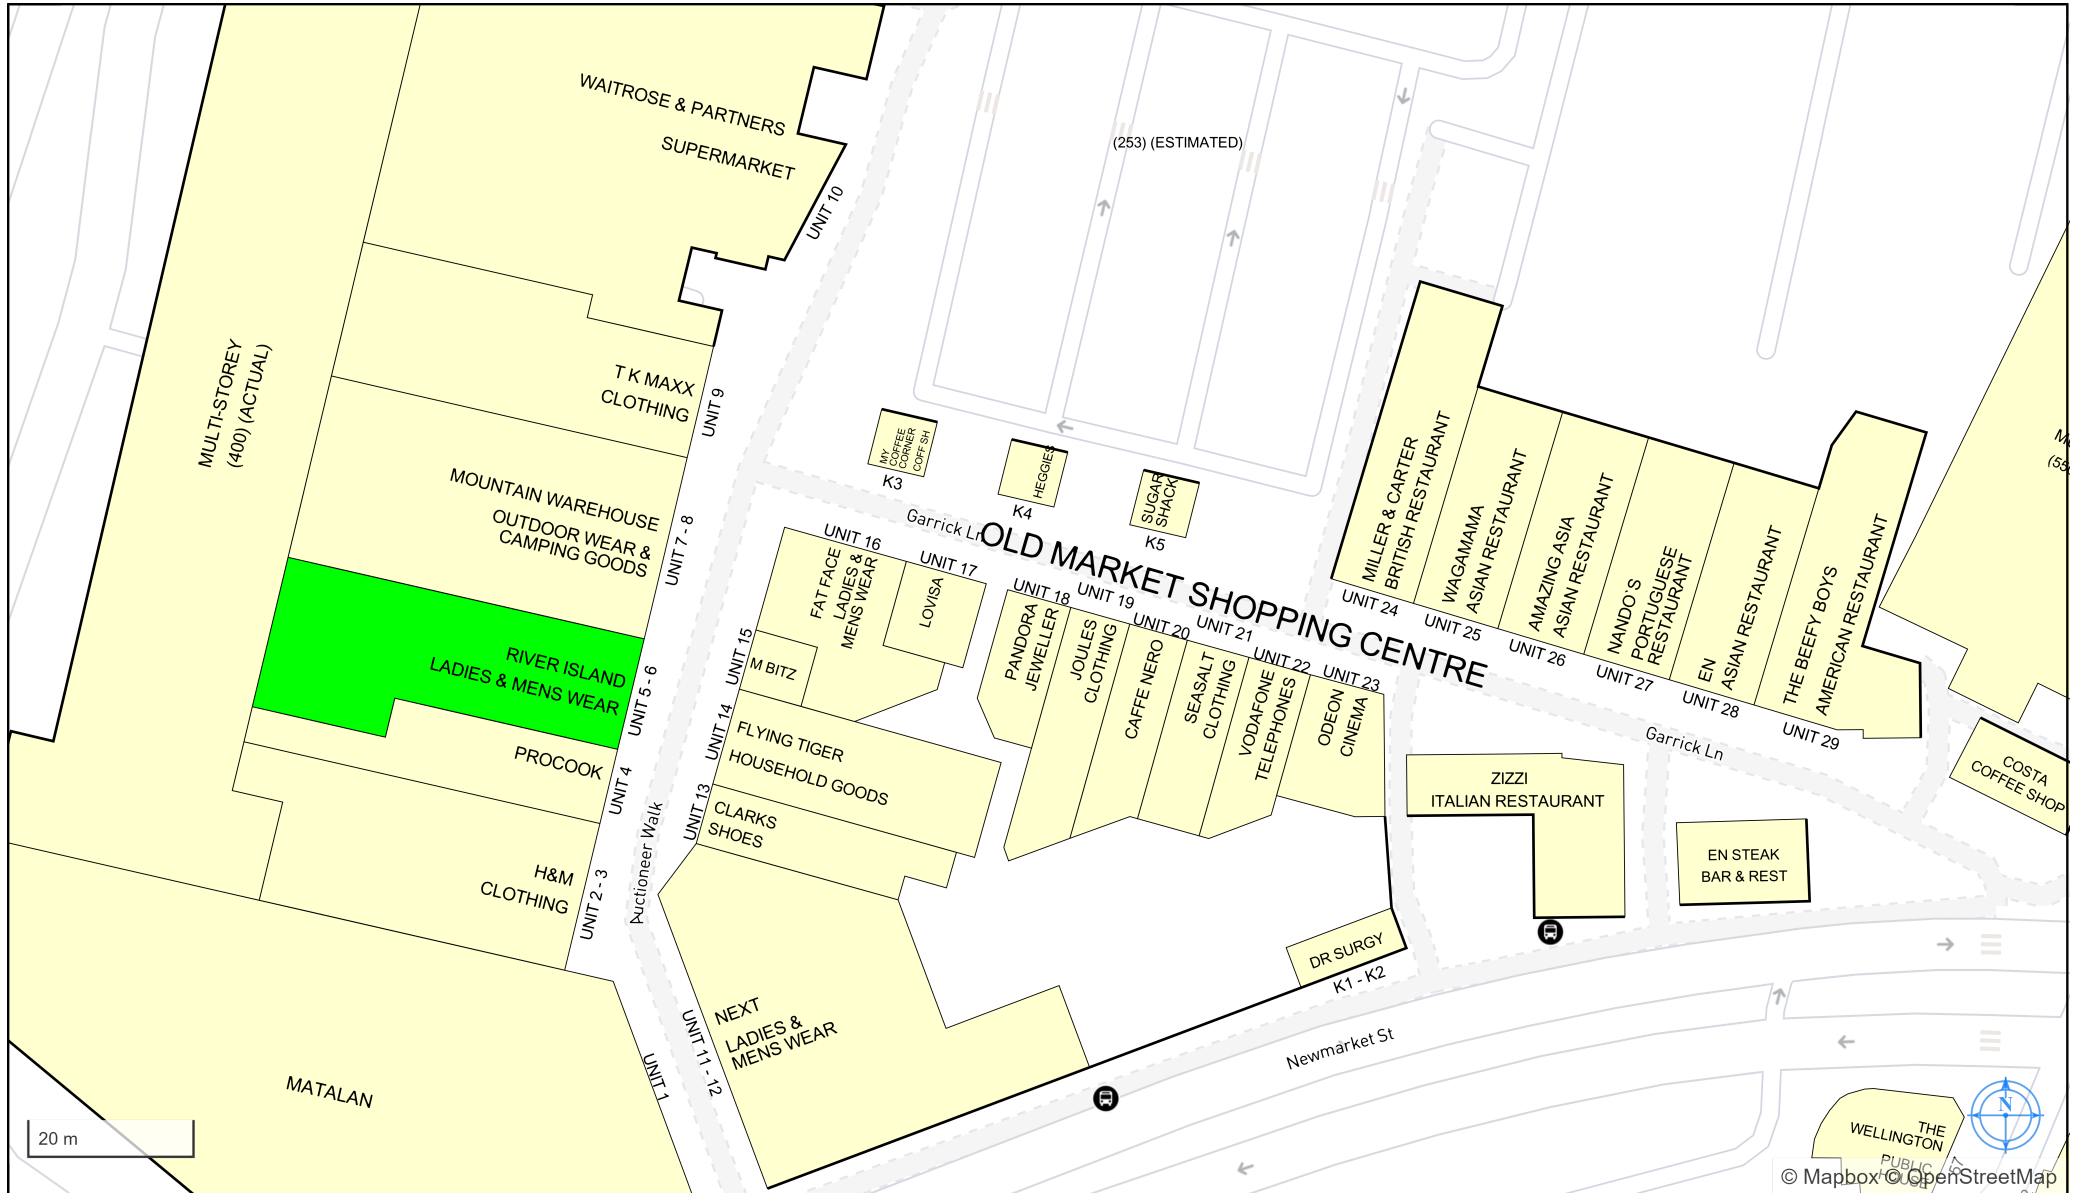 WAITROSE & PARTNERS
SUPERMARKET
UNIT 10
(253) (ESTIMATED)
MULTI-STOREY
(400) (ACTUAL)
T K MAXX
CLOTHING
UNIT 9
MOUNTAIN WAREHOUSE
OUTDOOR WEAR &
CAMPING GOODS
UNIT 7 - 8
RIVER ISLAND
LADIES & MENS WEAR
UNIT 5 - 6
PROCOOK
UNIT 4
H&M
CLOTHING
UNIT 2 - 3
MATALAN
UNIT 1
Auctioneer Walk
MY
COFFEE
CORNER
COFF SH
K3
HEGGIES
K4
SUGAR
SHACK
K5
Garrick Ln
OLD MARKET SHOPPING CENTRE
UNIT 16
FAT FACE
LADIES &
MENS WEAR
UNIT 17
LOVISA
UNIT 15
M BITZ
UNIT 14
FLYING TIGER
HOUSEHOLD GOODS
UNIT 13
CLARKS
SHOES
UNIT 11 - 12
NEXT
LADIES &
MENS WEAR
UNIT 18
PANDORA
JEWELLER
UNIT 19
JOULES
CLOTHING
UNIT 20
CAFFE NERO
UNIT 21
SEASALT
CLOTHING
UNIT 22
VODAFONE
TELEPHONES
UNIT 23
ODEON
CINEMA
MILLER & CARTER
BRITISH RESTAURANT
UNIT 24
WAGAMAMA
ASIAN RESTAURANT
UNIT 25
AMAZING ASIA
ASIAN RESTAURANT
UNIT 26
NANDO'S
PORTUGUESE
RESTAURANT
UNIT 27
EN
ASIAN RESTAURANT
UNIT 28
THE BEEFY BOYS
AMERICAN RESTAURANT
UNIT 29
Garrick Ln
ZIZZI
ITALIAN RESTAURANT
EN STEAK
BAR & REST
COSTA
COFFEE SHOP
DR SURGY
K1 - K2
Newmarket St
THE
WELLINGTON
PUBLIC
HOUSE
57
N
20 m
© Mapbox © OpenStreetMap